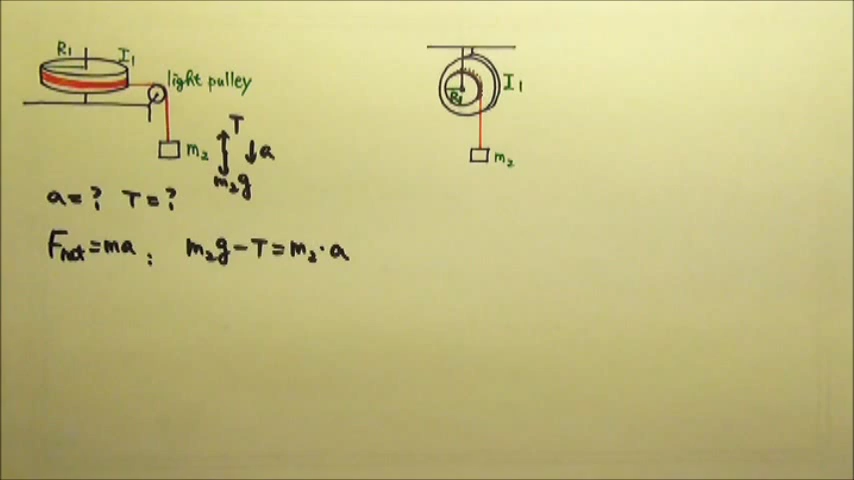 R₁ I₁
light pulley
m₂
T
a
m₂g
a = ? T = ?
Fnet = ma : m₂g − T = m₂ · a
R₁
I₁
m₂